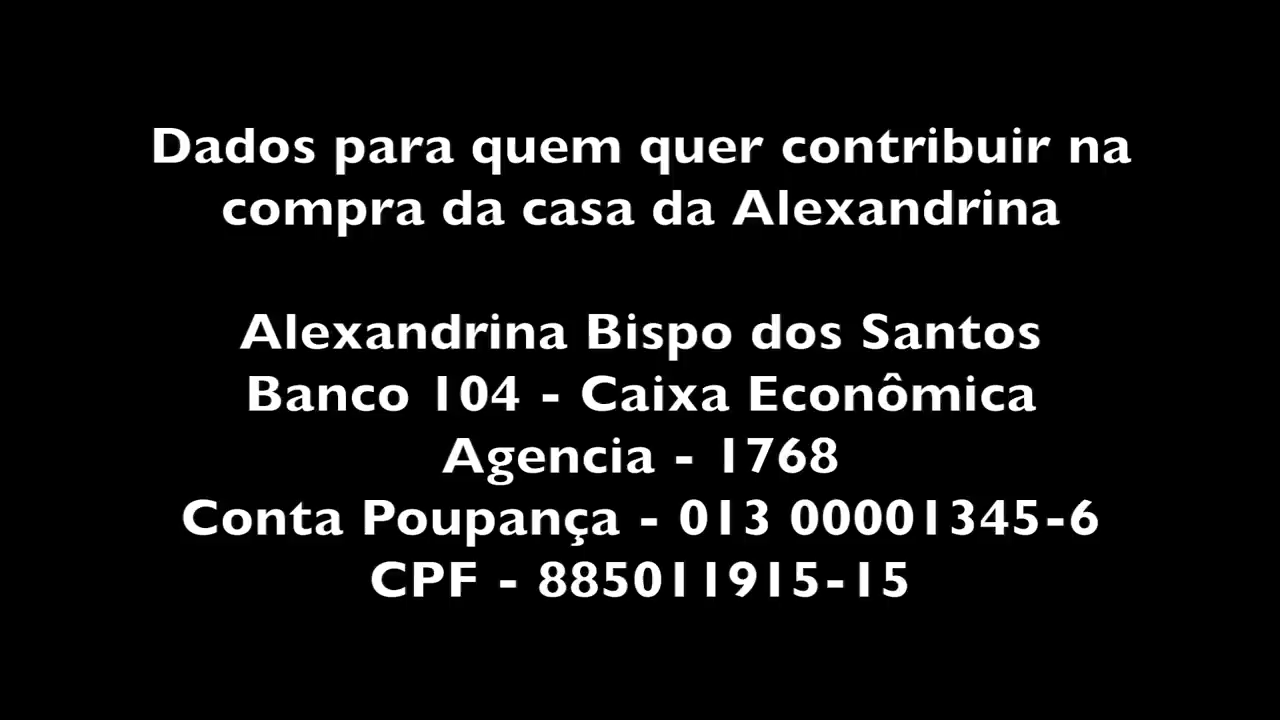 Dados para quem quer contribuir na
compra da casa da Alexandrina
Alexandrina Bispo dos Santos
Banco 104 - Caixa Econômica
Agencia - 1768
Conta Poupança - 013 00001345-6
CPF - 885011915-15